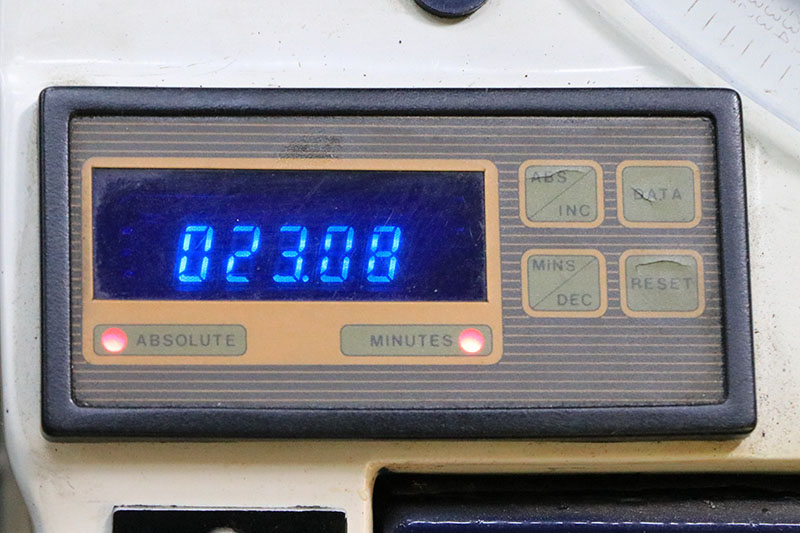 023.08
ABSOLUTE
MINUTES
ABS
INC
DATA
MINS
DEC
RESET